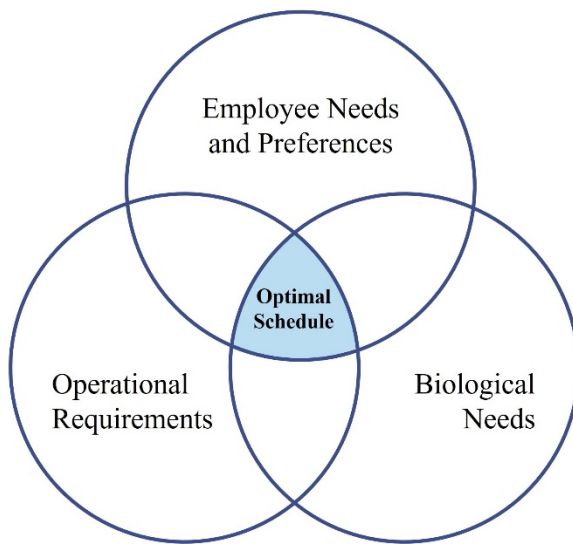 Employee Needs
and Preferences
Optimal
Schedule
Operational
Requirements
Biological
Needs